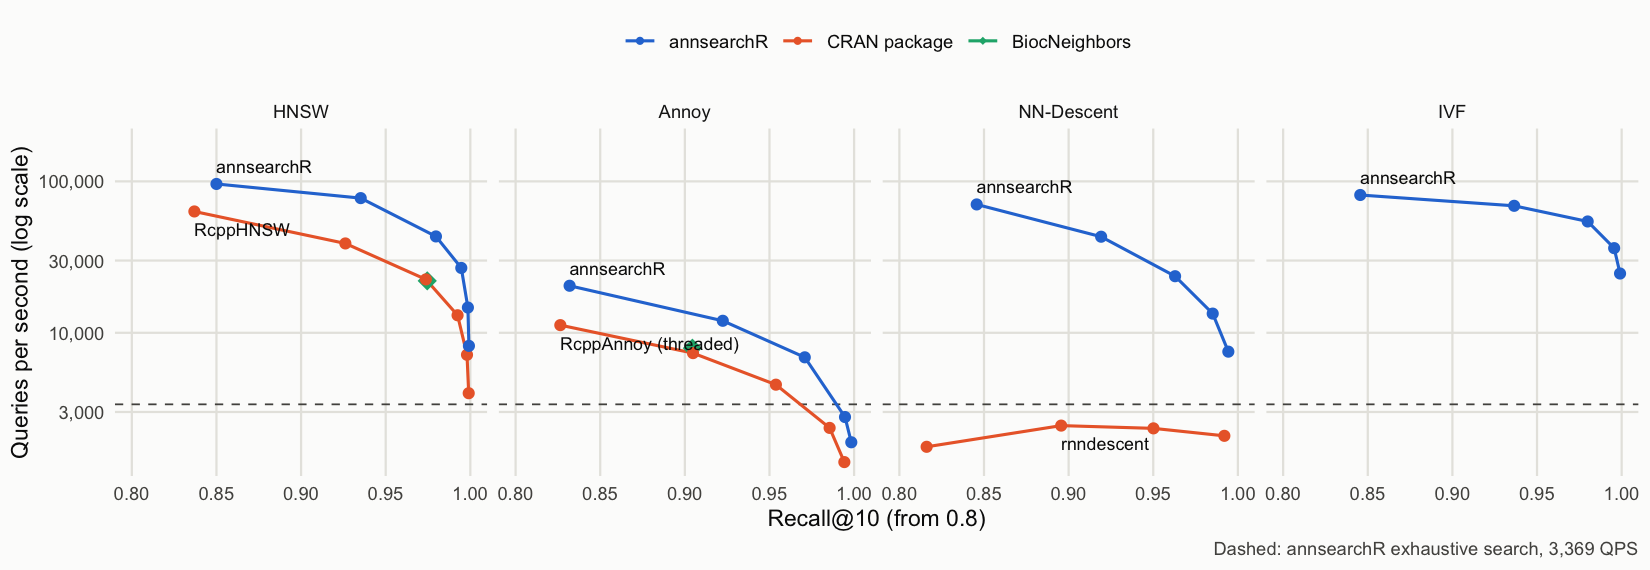 annsearchR CRAN package BiocNeighbors
HNSW Annoy NN-Descent IVF
Queries per second (log scale)
100,000
30,000
10,000
3,000
annsearchR
RcppHNSW
annsearchR
RcppAnnoy (threaded)
annsearchR
rnndescent
annsearchR
0.80 0.85 0.90 0.95 1.00 0.80 0.85 0.90 0.95 1.00 0.80 0.85 0.90 0.95 1.00 0.80 0.85 0.90 0.95 1.00
Recall@10 (from 0.8)
Dashed: annsearchR exhaustive search, 3,369 QPS